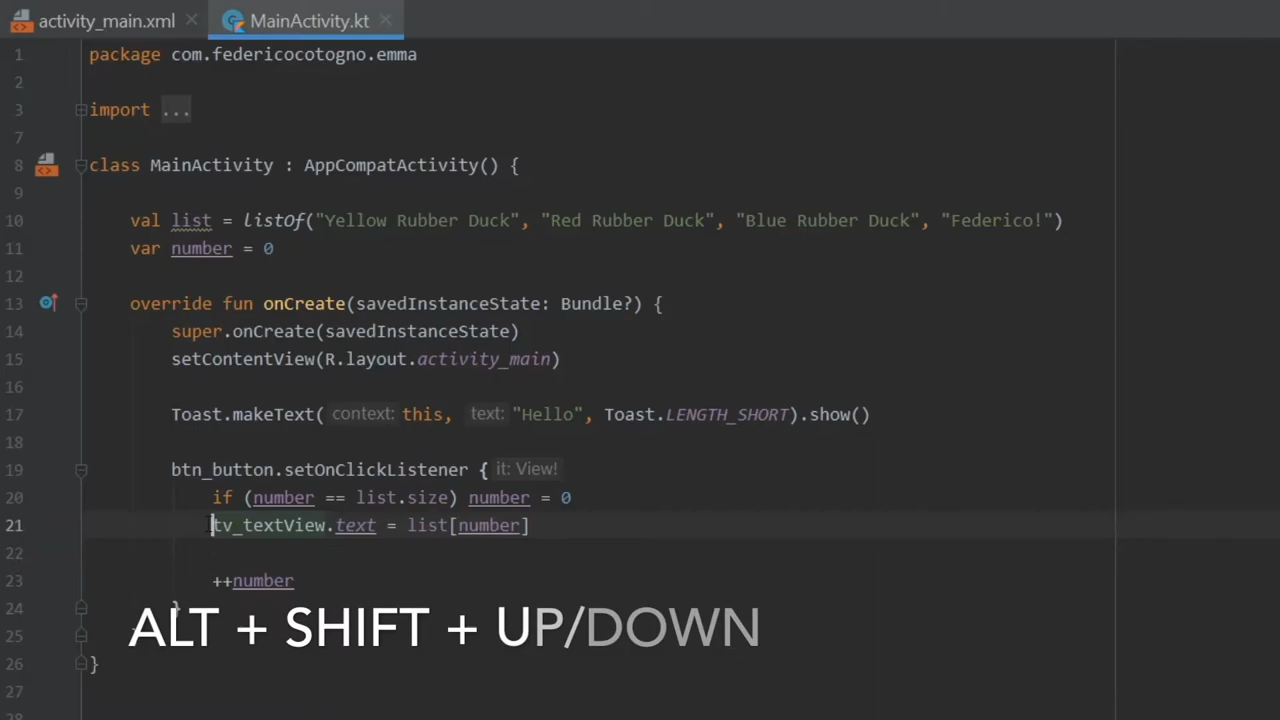 activity_main.xml MainActivity.kt
1 package com.federicocotogno.emma
2
3 import ...
7
8 class MainActivity : AppCompatActivity() {
9
10 val list = listOf("Yellow Rubber Duck", "Red Rubber Duck", "Blue Rubber Duck", "Federico!")
11 var number = 0
12
13 override fun onCreate(savedInstanceState: Bundle?) {
14 super.onCreate(savedInstanceState)
15 setContentView(R.layout.activity_main)
16
17 Toast.makeText( context: this, text: "Hello", Toast.LENGTH_SHORT).show()
18
19 btn_button.setOnClickListener { it: View!
20 if (number == list.size) number = 0
21 tv_textView.text = list[number]
22
23 ++number
24 }
ALT + SHIFT + UP/DOWN
25
26 }
27
28